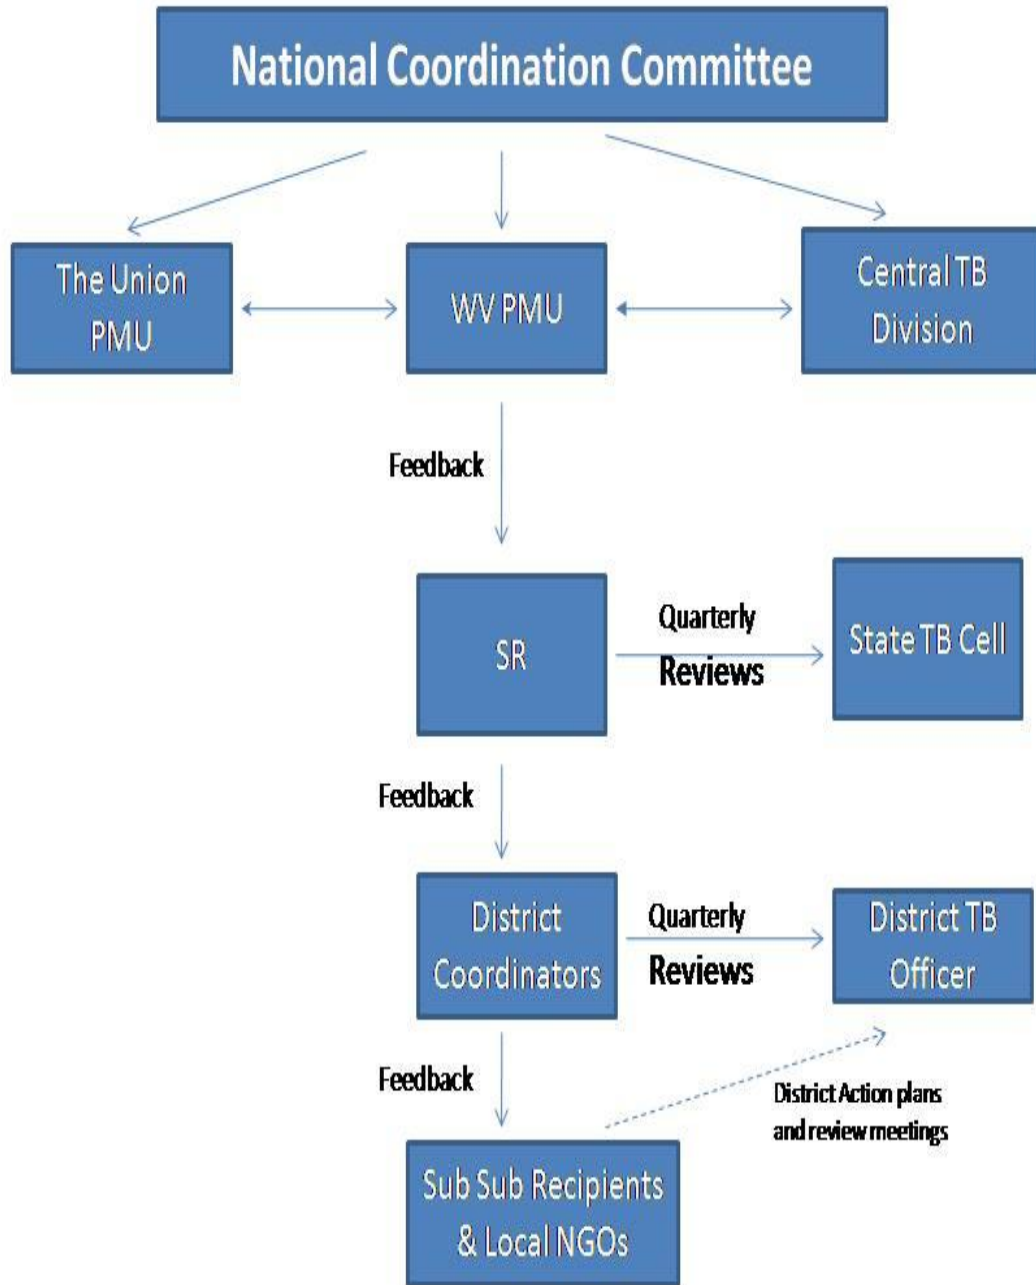 National Coordination Committee
The Union
PMU
WV PMU
Central TB
Division
Feedback
SR
Quarterly
Reviews
State TB Cell
Feedback
District
Coordinators
Quarterly
Reviews
District TB
Officer
Feedback
District Action plans
and review meetings
Sub Sub Recipients
& Local NGOs